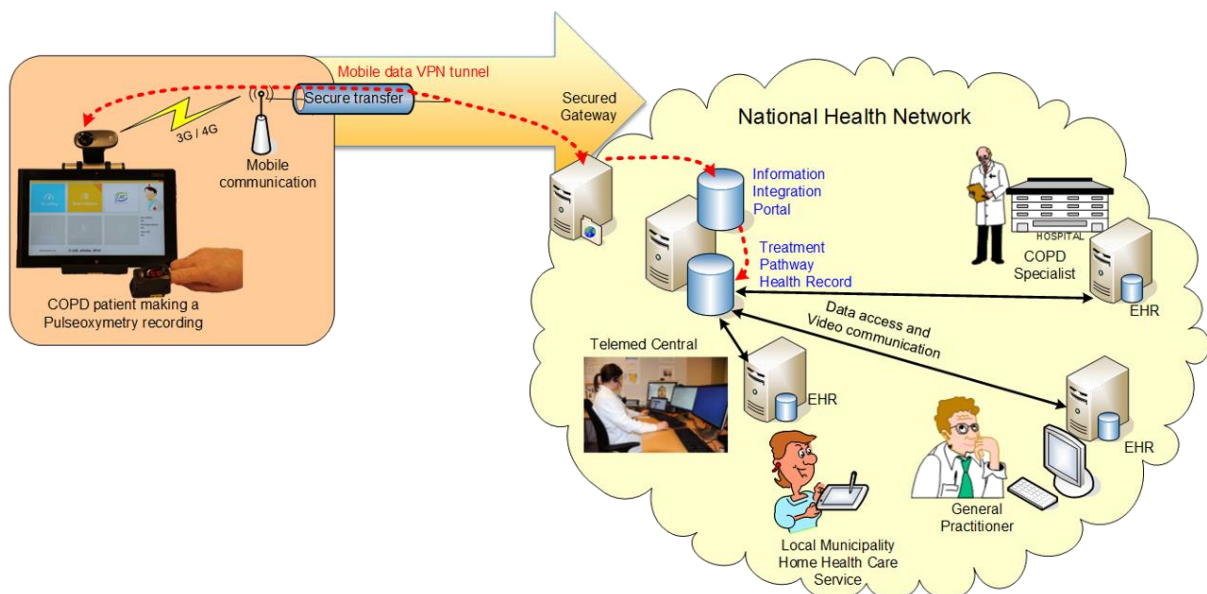 Mobile data VPN tunnel
Secure transfer
3G / 4G
Mobile
communication
COPD patient making a
Pulseoxymetry recording
Secured
Gateway
National Health Network
Information
Integration
Portal
Treatment
Pathway
Health Record
HOSPITAL
COPD
Specialist
EHR
Data access and
Video communication
Telemed Central
EHR
EHR
General
Practitioner
Local Municipality
Home Health Care
Service